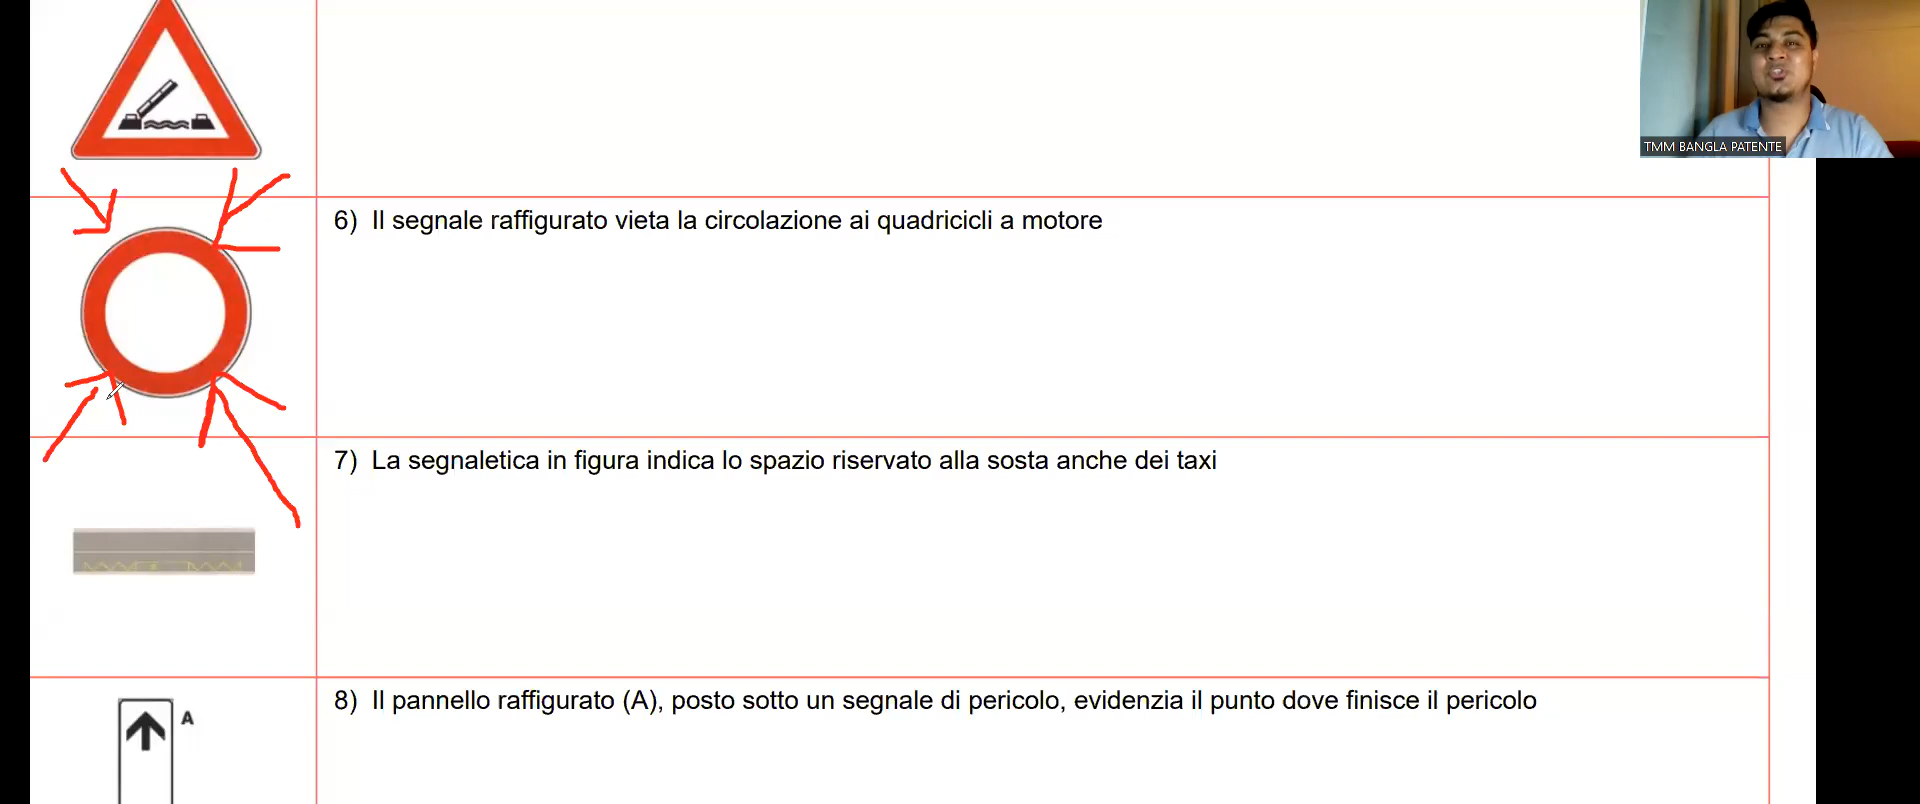 TMM BANGLA PATENTE
6) Il segnale raffigurato vieta la circolazione ai quadricicli a motore
7) La segnaletica in figura indica lo spazio riservato alla sosta anche dei taxi
8) Il pannello raffigurato (A), posto sotto un segnale di pericolo, evidenzia il punto dove finisce il pericolo
A